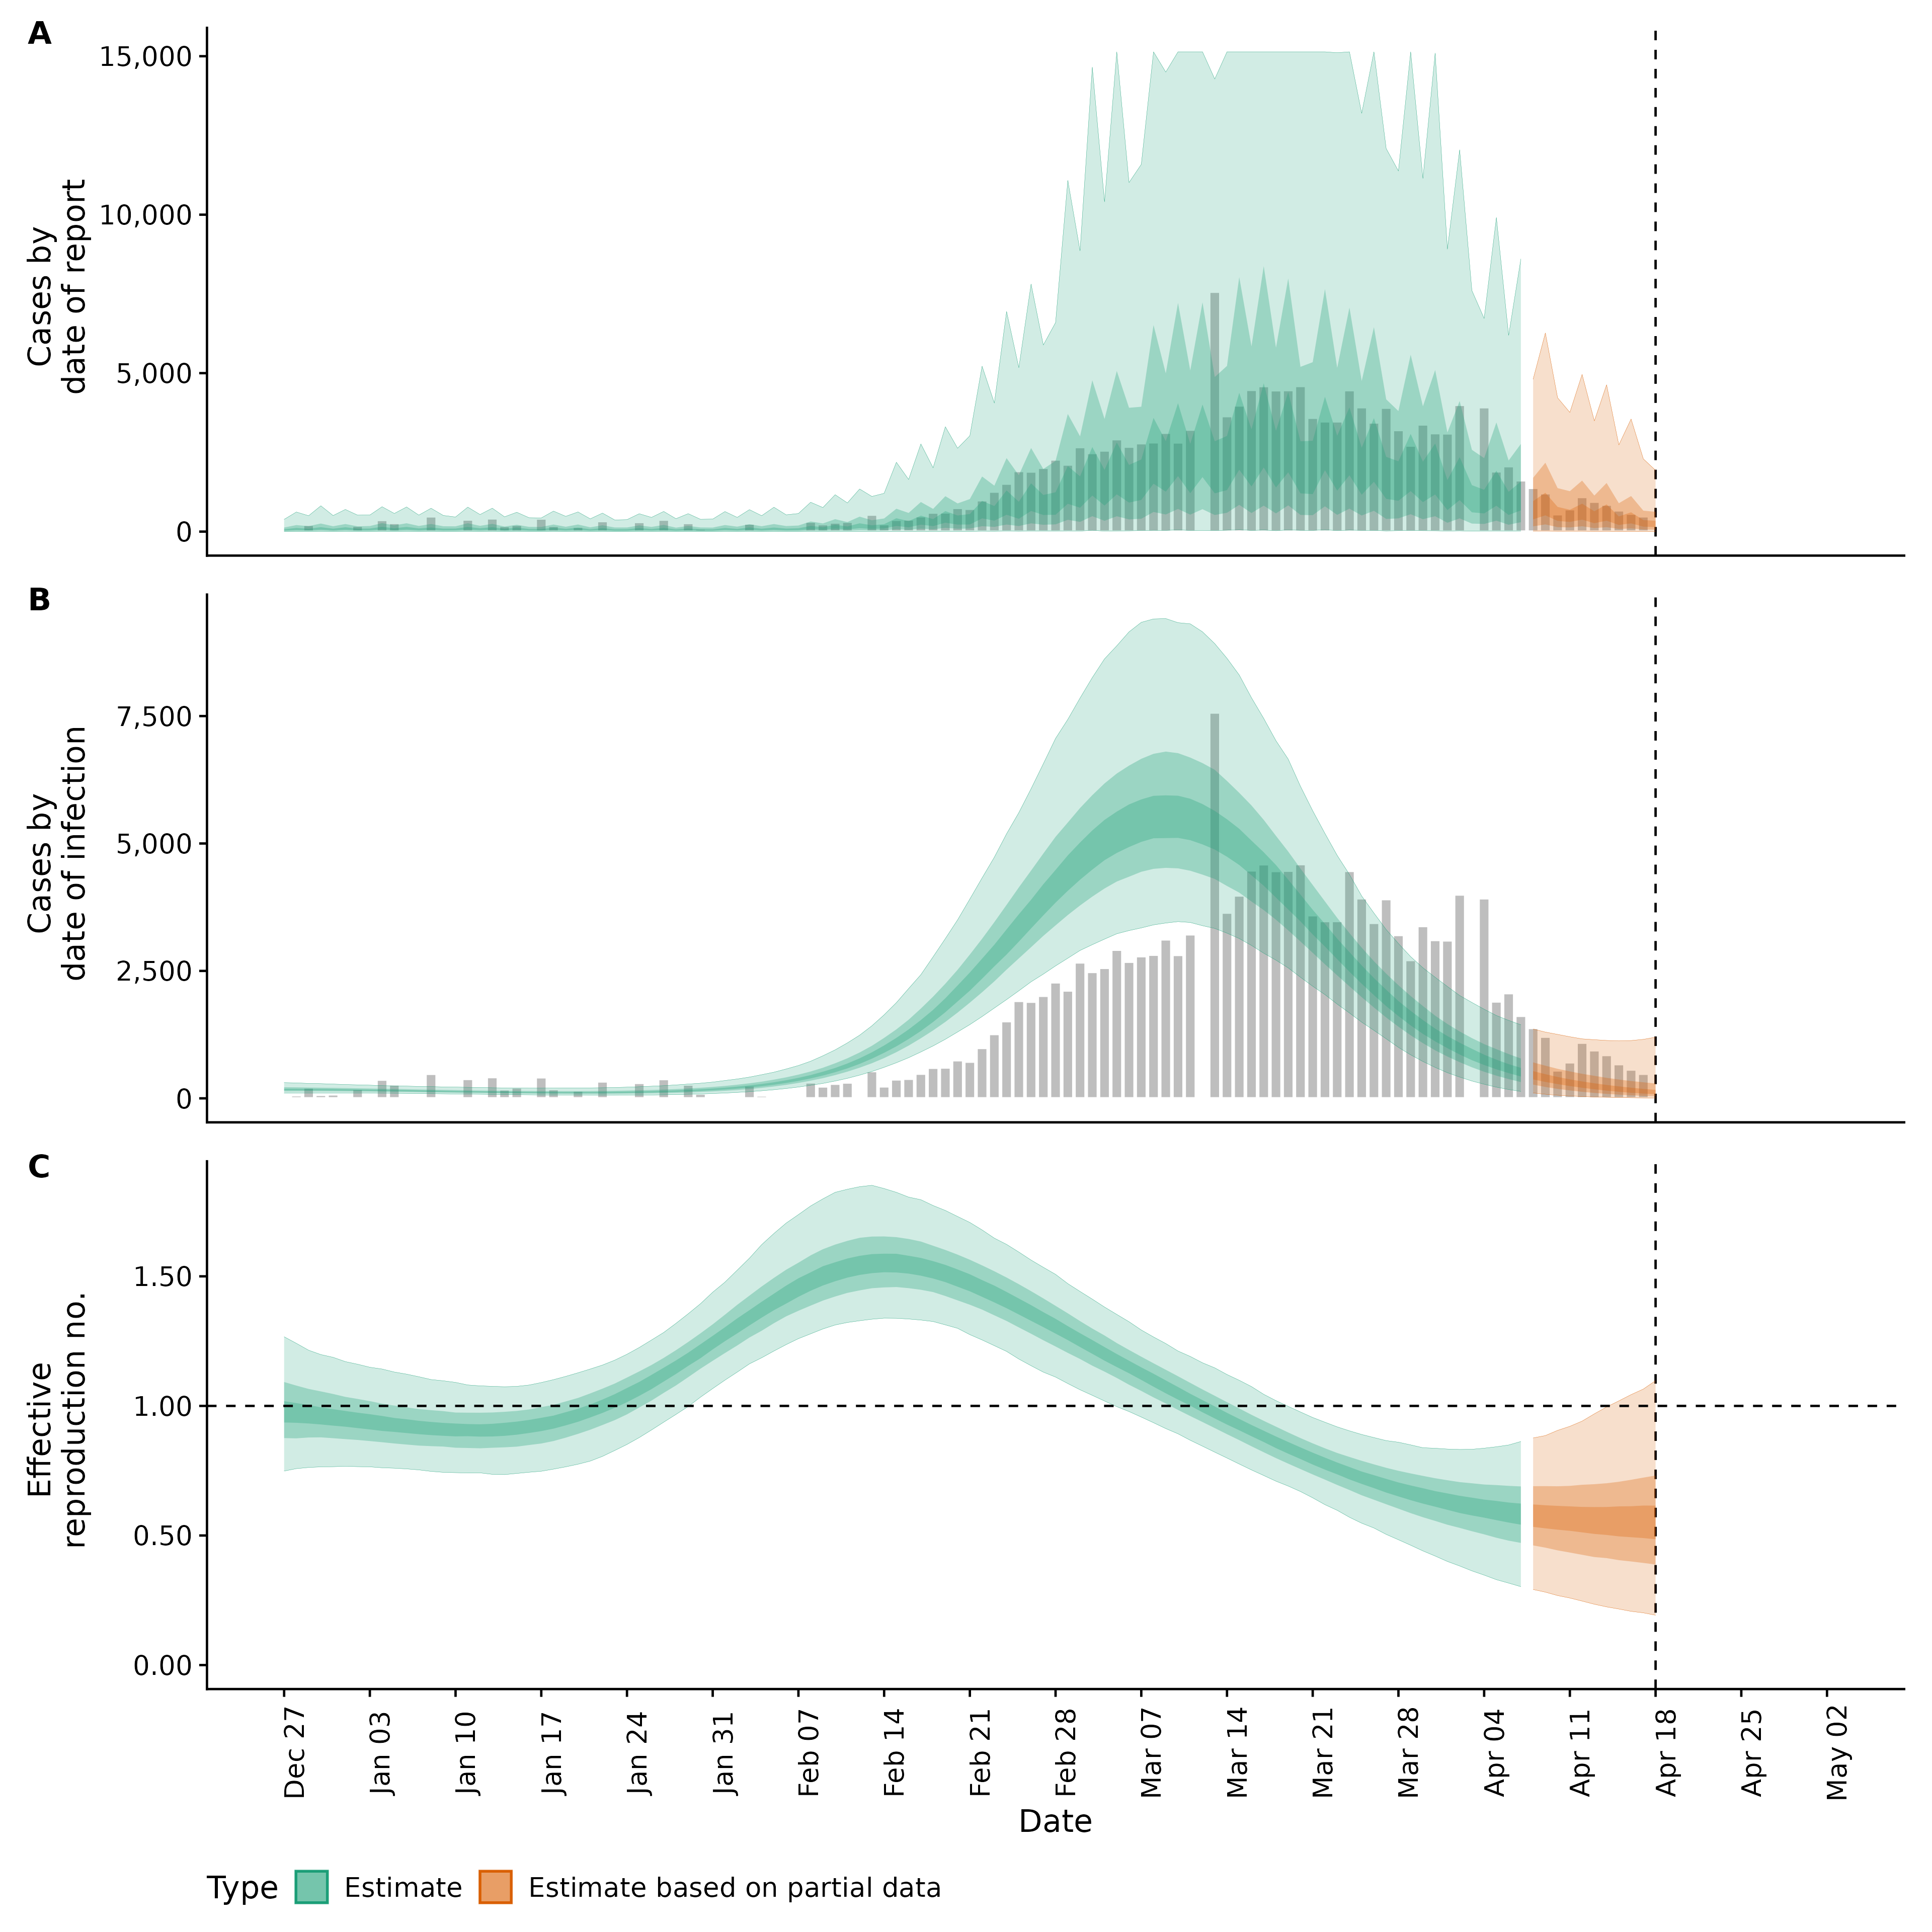 A
Cases by
date of report
15,000
10,000
5,000
0
B
Cases by
date of infection
7,500
5,000
2,500
0
C
Effective
reproduction no.
1.50
1.00
0.50
0.00
Dec 27
Jan 03
Jan 10
Jan 17
Jan 24
Jan 31
Feb 07
Feb 14
Feb 21
Feb 28
Mar 07
Mar 14
Mar 21
Mar 28
Apr 04
Apr 11
Apr 18
Apr 25
May 02
Date
Type Estimate Estimate based on partial data